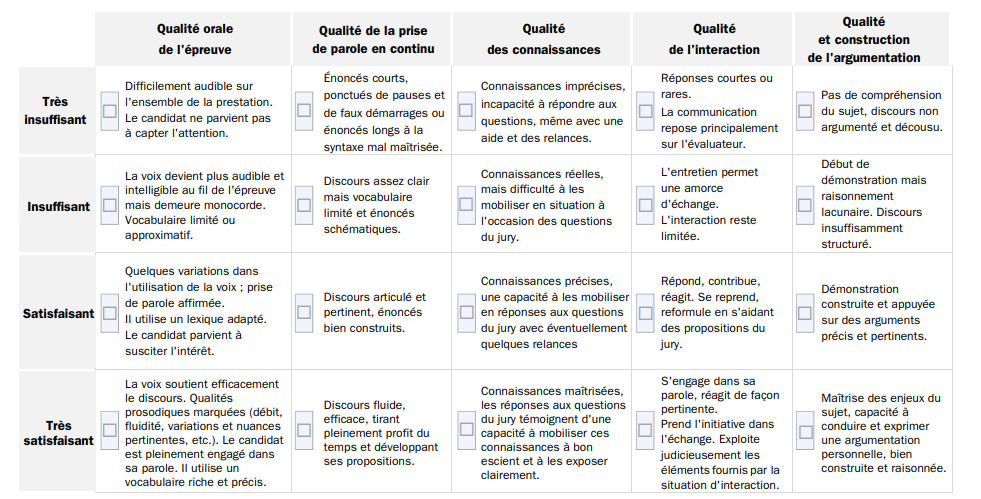 Qualité orale
de l'épreuve
Qualité de la prise
de parole en continu
Qualité
des connaissances
Qualité
de l'interaction
Qualité
et construction
de l'argumentation
Très
insuffisant
Difficilement audible sur
l'ensemble de la prestation.
Le candidat ne parvient pas
à capter l'attention.
Énoncés courts,
ponctués de pauses et
de faux démarrages ou
énoncés longs à la
syntaxe mal maîtrisée.
Connaissances imprécises,
incapacité à répondre aux
questions, même avec une
aide et des relances.
Réponses courtes ou
rares.
La communication
repose principalement
sur l'évaluateur.
Pas de compréhension
du sujet, discours non
argumenté et décousu.
Insuffisant
La voix devient plus audible et
intelligible au fil de l'épreuve
mais demeure monocorde.
Vocabulaire limité ou
approximatif.
Discours assez clair
mais vocabulaire
limité et énoncés
schématiques.
Connaissances réelles,
mais difficulté à les
mobiliser en situation à
l'occasion des questions
du jury.
L'entretien permet
une amorce
d'échange.
L'interaction reste
limitée.
Début de
démonstration mais
raisonnement
lacunaire. Discours
insuffisamment
structuré.
Satisfaisant
Quelques variations dans
l'utilisation de la voix ; prise
de parole affirmée.
Il utilise un lexique adapté.
Le candidat parvient à
susciter l'intérêt.
Discours articulé et
pertinent, énoncés
bien construits.
Connaissances précises,
une capacité à les mobiliser
en réponses aux questions
du jury avec éventuellement
quelques relances
Répond, contribue,
réagit. Se reprend,
reformule en s'aidant
des propositions du
jury.
Démonstration
construite et appuyée
sur des arguments
précis et pertinents.
Très
satisfaisant
La voix soutient efficacement
le discours. Qualités
prosodiques marquées (débit,
fluidité, variations et nuances
pertinentes, etc.). Le candidat
est pleinement engagé dans
sa parole. Il utilise un
vocabulaire riche et précis.
Discours fluide,
efficace, tirant
pleinement profit du
temps et développant
ses propositions.
Connaissances maîtrisées,
les réponses aux questions
du jury témoignent d'une
capacité à mobiliser ces
connaissances à bon
escient et à les exposer
clairement.
S'engage dans sa
parole, réagit de façon
pertinente.
Prend l'initiative dans
l'échange. Exploite
judicieusement les
éléments fournis par la
situation d'interaction.
Maîtrise des enjeux du
sujet, capacité à
conduire et exprimer
une argumentation
personnelle, bien
construite et raisonnée.